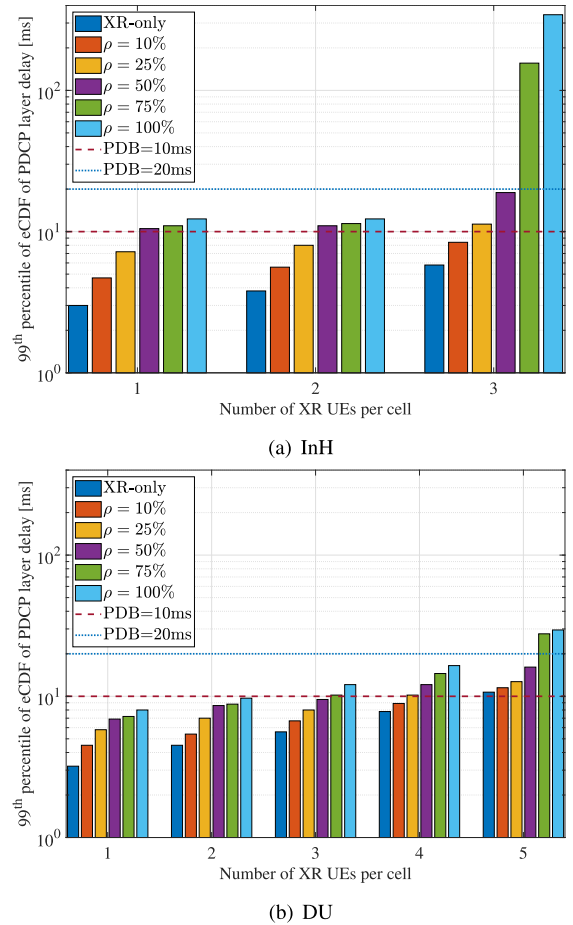 99th percentile of eCDF of PDCP layer delay [ms]
10^2
10^1
10^0
XR-only
ρ = 10%
ρ = 25%
ρ = 50%
ρ = 75%
ρ = 100%
PDB=10ms
PDB=20ms
1 2 3
Number of XR UEs per cell
(a) InH
99th percentile of eCDF of PDCP layer delay [ms]
10^2
10^1
10^0
XR-only
ρ = 10%
ρ = 25%
ρ = 50%
ρ = 75%
ρ = 100%
PDB=10ms
PDB=20ms
1 2 3 4 5
Number of XR UEs per cell
(b) DU